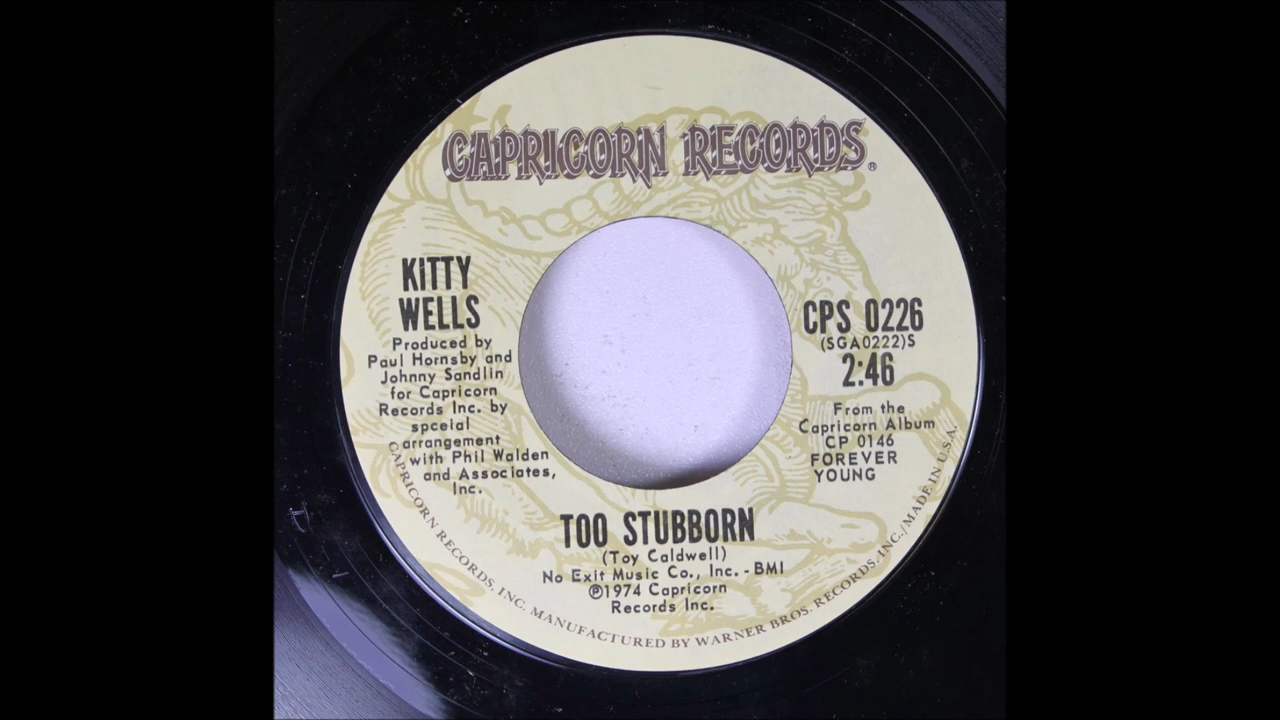 CAPRICORN RECORDS®
KITTY
WELLS
Produced by
Paul Hornsby and
Johnny Sandlin
for Capricorn
Records Inc. by
spceial
arrangement
with Phil Walden
and Associates,
Inc.
CPS 0226
(SGA0222)S
2:46
From the
Capricorn Album
CP 0146
FOREVER
YOUNG
TOO STUBBORN
(Toy Caldwell)
No Exit Music Co., Inc. - BMI
℗1974 Capricorn
Records Inc.
CAPRICORN RECORDS, INC. MANUFACTURED BY WARNER BROS. RECORDS, INC./MADE IN U.S.A.